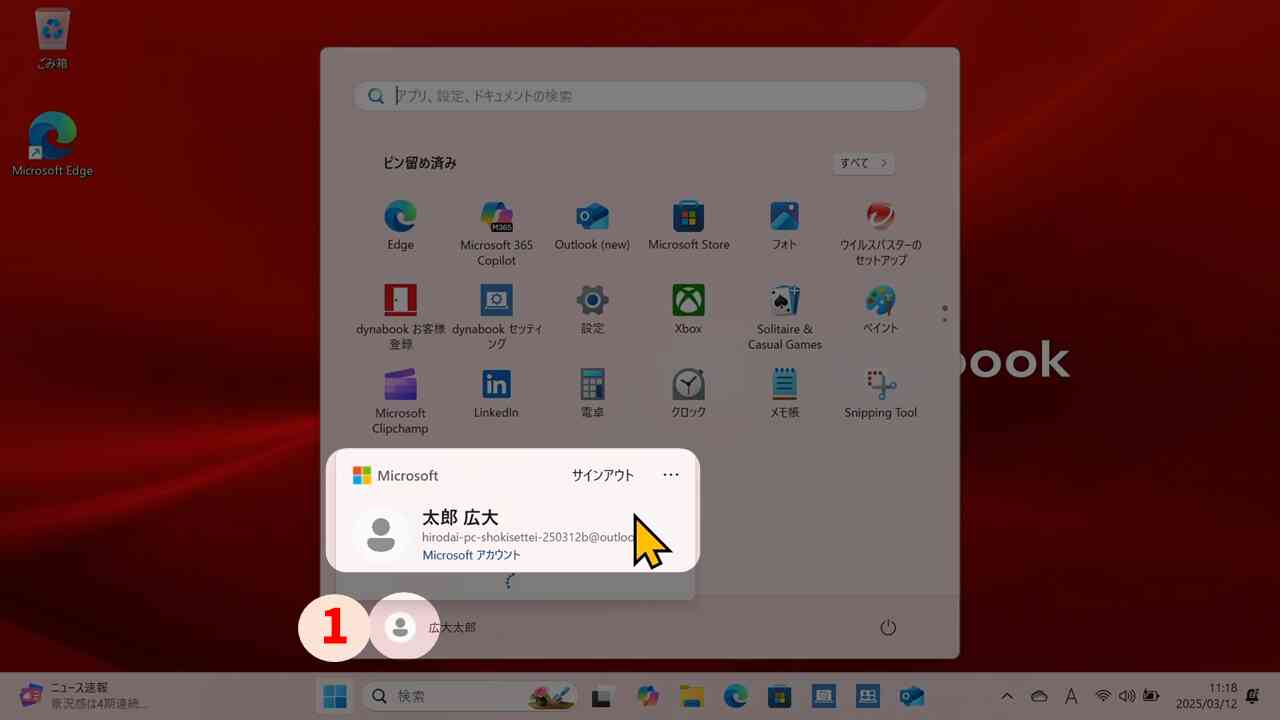 ごみ箱
Microsoft Edge
アプリ、設定、ドキュメントの検索
ピン留め済み
すべて
Edge
Microsoft 365
Copilot
M365
Outlook (new)
Microsoft Store
フォト
ウイルスバスターの
セットアップ
dynabook お客様
登録
dynabook セッティ
ング
設定
Xbox
Solitaire &
Casual Games
ペイント
book
Microsoft
Clipchamp
LinkedIn
電卓
クロック
メモ帳
Snipping Tool
Microsoft
サインアウト
太郎 広大
hirodai-pc-shokisettei-250312b@outloo
Microsoft アカウント
1
広大太郎
ニュース速報
景況感は4期連続...
検索
A
11:18
2025/03/12